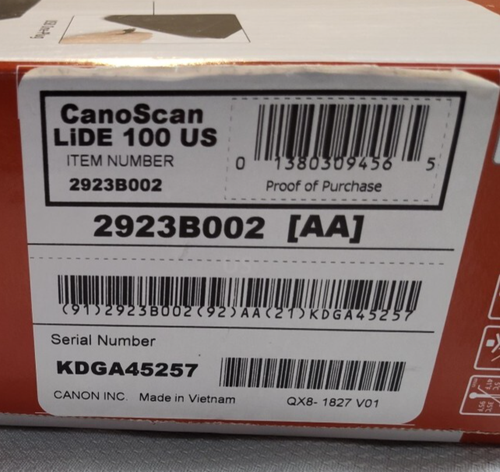 CanoScan
LiDE 100 US
ITEM NUMBER
2923B002
0 1380309456 5
Proof of Purchase
2923B002 [AA]
(91)2923B002(92)AA(21)KDGA45257
Serial Number
KDGA45257
CANON INC. Made in Vietnam
QX8- 1827 V01